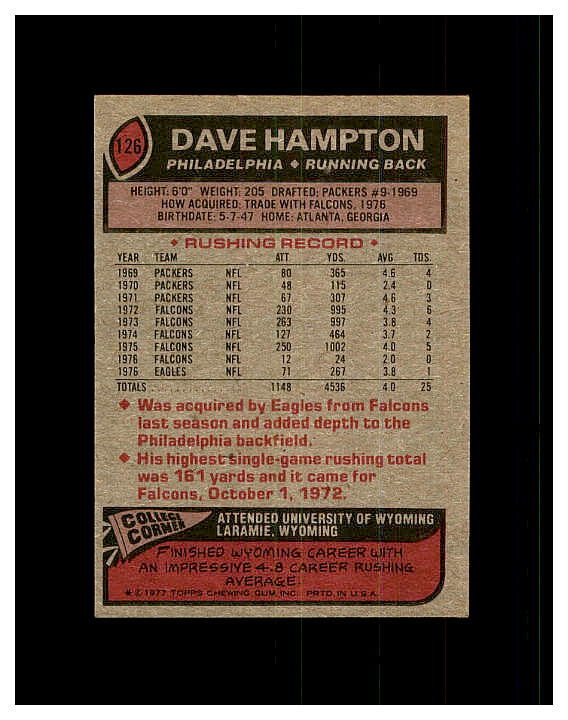 126
DAVE HAMPTON
PHILADELPHIA ◆ RUNNING BACK
HEIGHT: 6'0" WEIGHT: 205 DRAFTED: PACKERS #9-1969
HOW ACQUIRED: TRADE WITH FALCONS, 1976
BIRTHDATE: 5-7-47 HOME: ATLANTA, GEORGIA
◆ RUSHING RECORD ◆
YEAR TEAM ATT YDS. AVG TDS.
1969 PACKERS NFL 80 365 4.6 4
1970 PACKERS NFL 48 115 2.4 0
1971 PACKERS NFL 67 307 4.6 3
1972 FALCONS NFL 230 995 4.3 6
1973 FALCONS NFL 263 997 3.8 4
1974 FALCONS NFL 127 464 3.7 2
1975 FALCONS NFL 250 1002 4.0 5
1976 FALCONS NFL 12 24 2.0 0
1976 EAGLES NFL 71 267 3.8 1
TOTALS 1148 4536 4.0 25
◆ Was acquired by Eagles from Falcons
last season and added depth to the
Philadelphia backfield.
◆ His highest single-game rushing total
was 161 yards and it came for
Falcons, October 1, 1972.
COLLEGE
CORNER
ATTENDED UNIVERSITY OF WYOMING
LARAMIE, WYOMING
FINISHED WYOMING CAREER WITH
AN IMPRESSIVE 4.8 CAREER RUSHING
AVERAGE.
* © 1977 TOPPS CHEWING GUM, INC. PRTD. IN U.S.A.